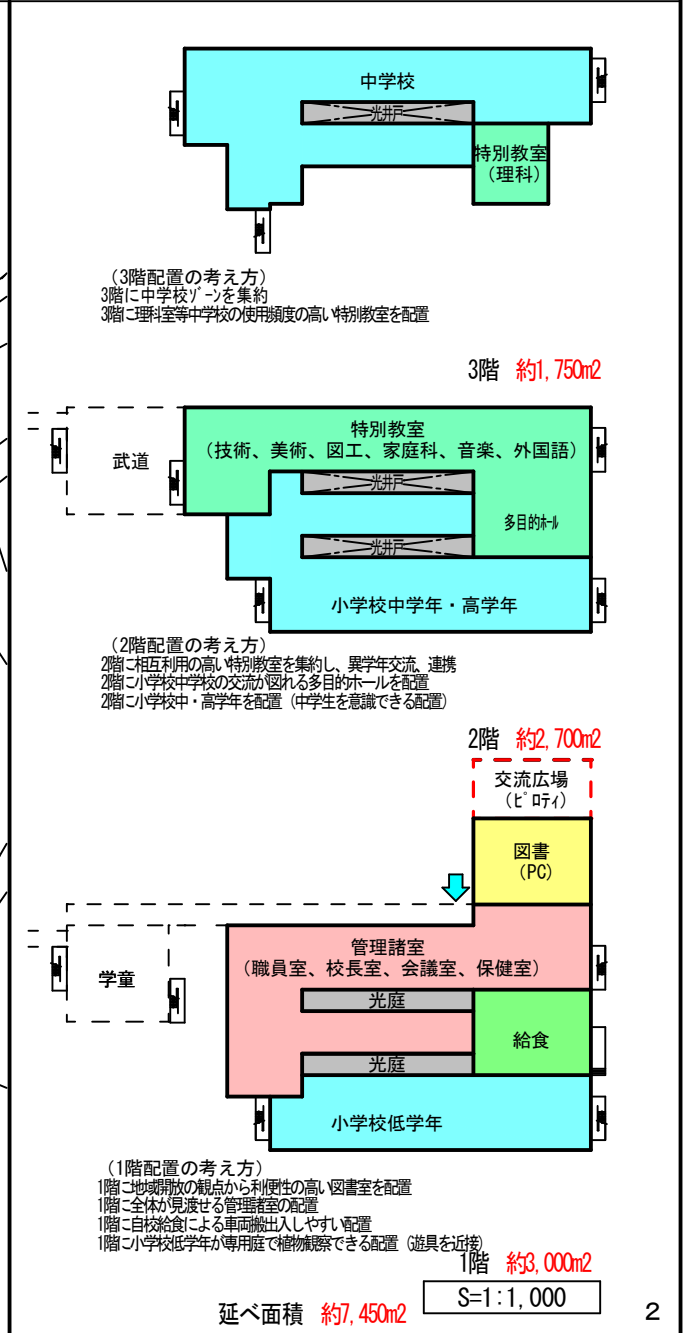 中学校
光井戸
特別教室
（理科）
（3階配置の考え方）
3階に中学校ゾーンを集約
3階に理科室等中学校の使用頻度の高い特別教室を配置
3階 約1,750m2
特別教室
（技術、美術、図工、家庭科、音楽、外国語）
武道
光井戸
多目的ホール
光井戸
小学校中学年・高学年
（2階配置の考え方）
2階に相互利用の高い特別教室を集約し、異学年交流、連携
2階に小学校中学校の交流が図れる多目的ホールを配置
2階に小学校中・高学年を配置（中学生を意識できる配置）
2階 約2,700m2
交流広場
（ピロティ）
図書
（PC）
管理諸室
（職員室、校長室、会議室、保健室）
学童
光庭
給食
光庭
小学校低学年
（1階配置の考え方）
1階に地域開放の観点から利便性の高い図書室を配置
1階に全体が見渡せる管理諸室の配置
1階に自校給食による車両搬出入しやすい配置
1階に小学校低学年が専用庭で植物観察できる配置（遊具を近接）
1階 約3,000m2
延べ面積 約7,450m2
S=1:1,000
2